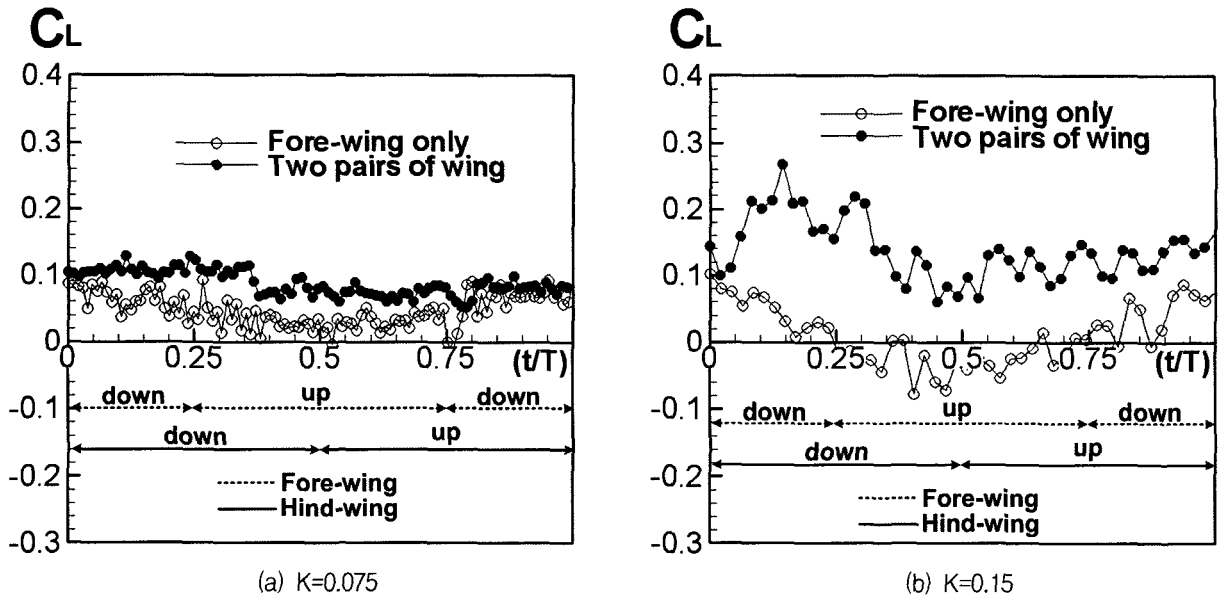 CL
0.4
0.3
0.2
0.1
0
-0.1
-0.2
-0.3
Fore-wing only
Two pairs of wing
0 0.25 0.5 0.75 (t/T)
down up down
down up
Fore-wing
Hind-wing
(a) K=0.075
CL
0.4
0.3
0.2
0.1
0
-0.1
-0.2
-0.3
Fore-wing only
Two pairs of wing
0 0.25 0.5 0.75 (t/T)
down up down
down up
Fore-wing
Hind-wing
(b) K=0.15